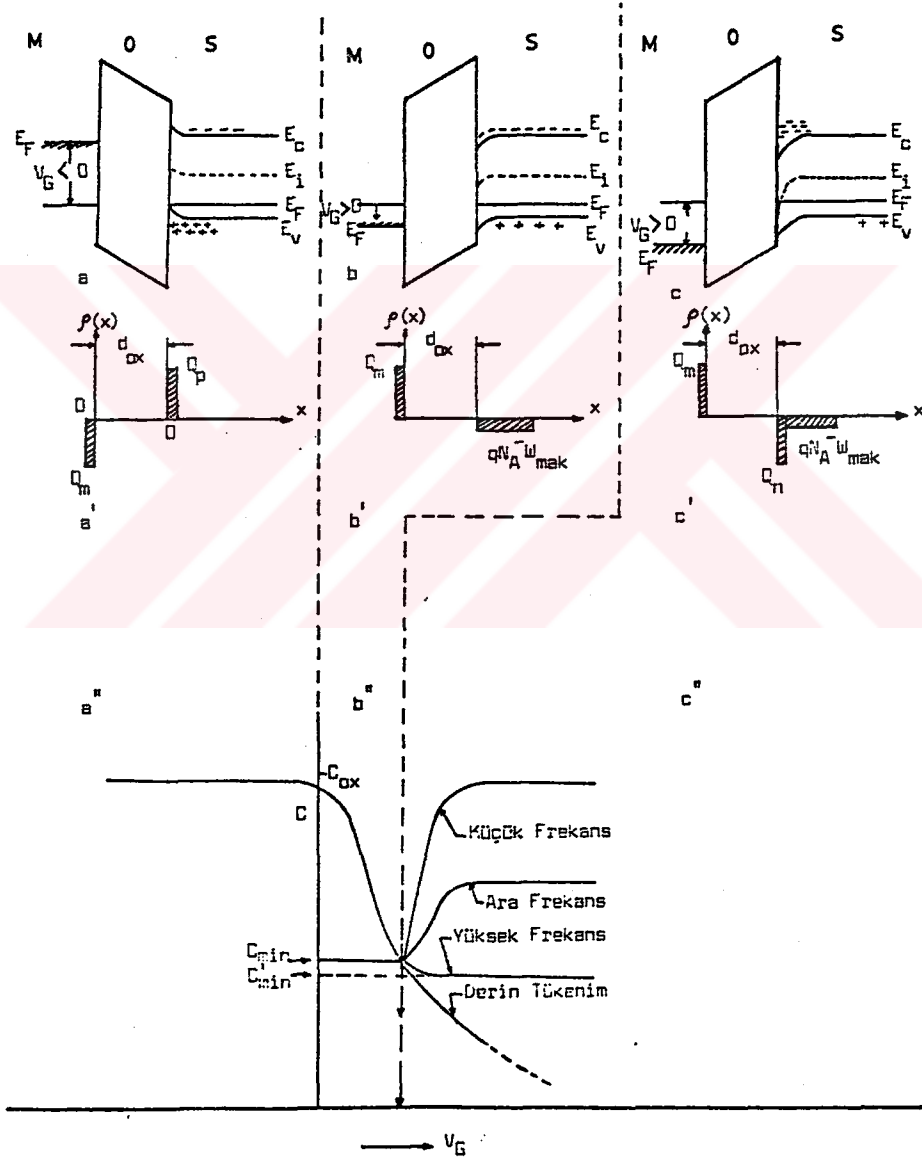 M O S
E_F
V_G < 0
E_c
E_i
E_F
E_v
a
M O S
V_G > 0
E_F
E_c
E_i
E_F
E_v
b
M O S
V_G > 0
E_F
E_c
E_i
E_F
E_v
c
ρ(x)
d_ox
Q_p
0
0
x
Q_m
a'
ρ(x)
Q_m
d_ox
x
qN_A^- W_mak
b'
ρ(x)
Q_m
d_ox
x
qN_A^- W_mak
Q_n
c'
a"
b"
c"
C_ox
C
Küçük Frekans
Ara Frekans
Yüksek Frekans
C_min
C'_min
Derin Tükenim
V_G